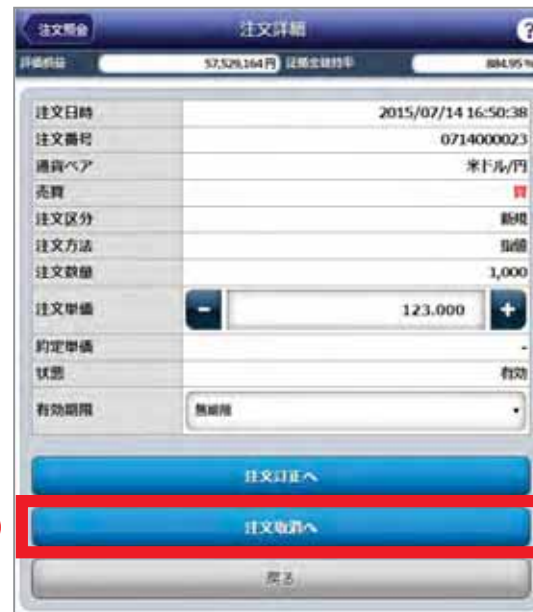 注文照会
注文詳細
?
評価損益 57,529,164円 証拠金維持率 884.95%
注文日時 2015/07/14 16:50:38
注文番号 0714000023
通貨ペア 米ドル/円
売買 買
注文区分 新規
注文方法 指値
注文数量 1,000
注文単価 - 123.000 +
約定単価 -
状態 有効
有効期限 無期限
注文訂正へ
注文取消へ
戻る